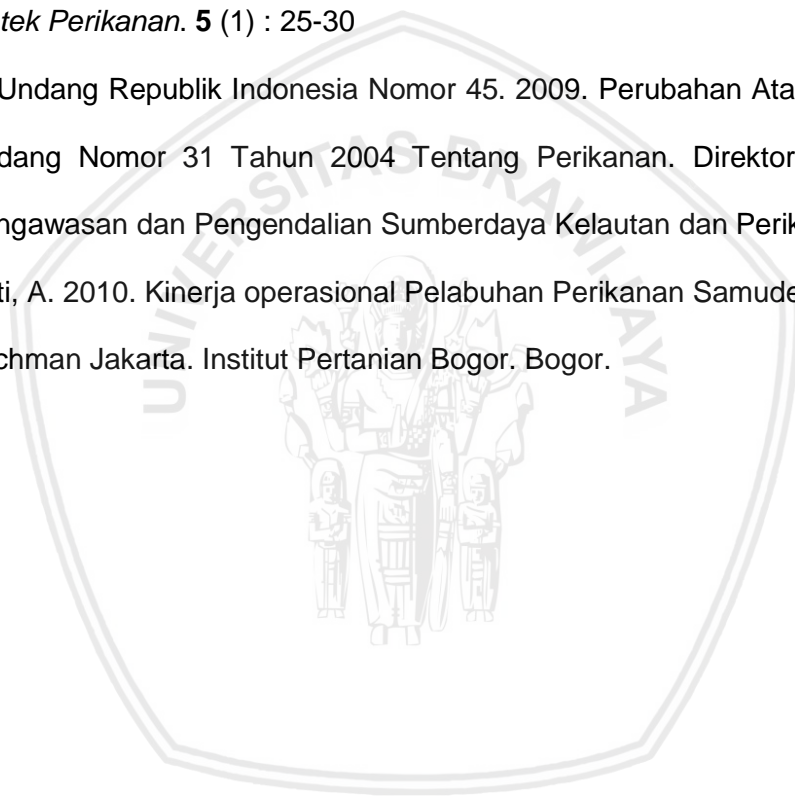 tek Perikanan. 5 (1) : 25-30
Undang Republik Indonesia Nomor 45. 2009. Perubahan Ata
dang Nomor 31 Tahun 2004 Tentang Perikanan. Direktor
ngawasan dan Pengendalian Sumberdaya Kelautan dan Perik
ti, A. 2010. Kinerja operasional Pelabuhan Perikanan Samude
chman Jakarta. Institut Pertanian Bogor. Bogor.
UNIVERSITAS BRAWIJAYA